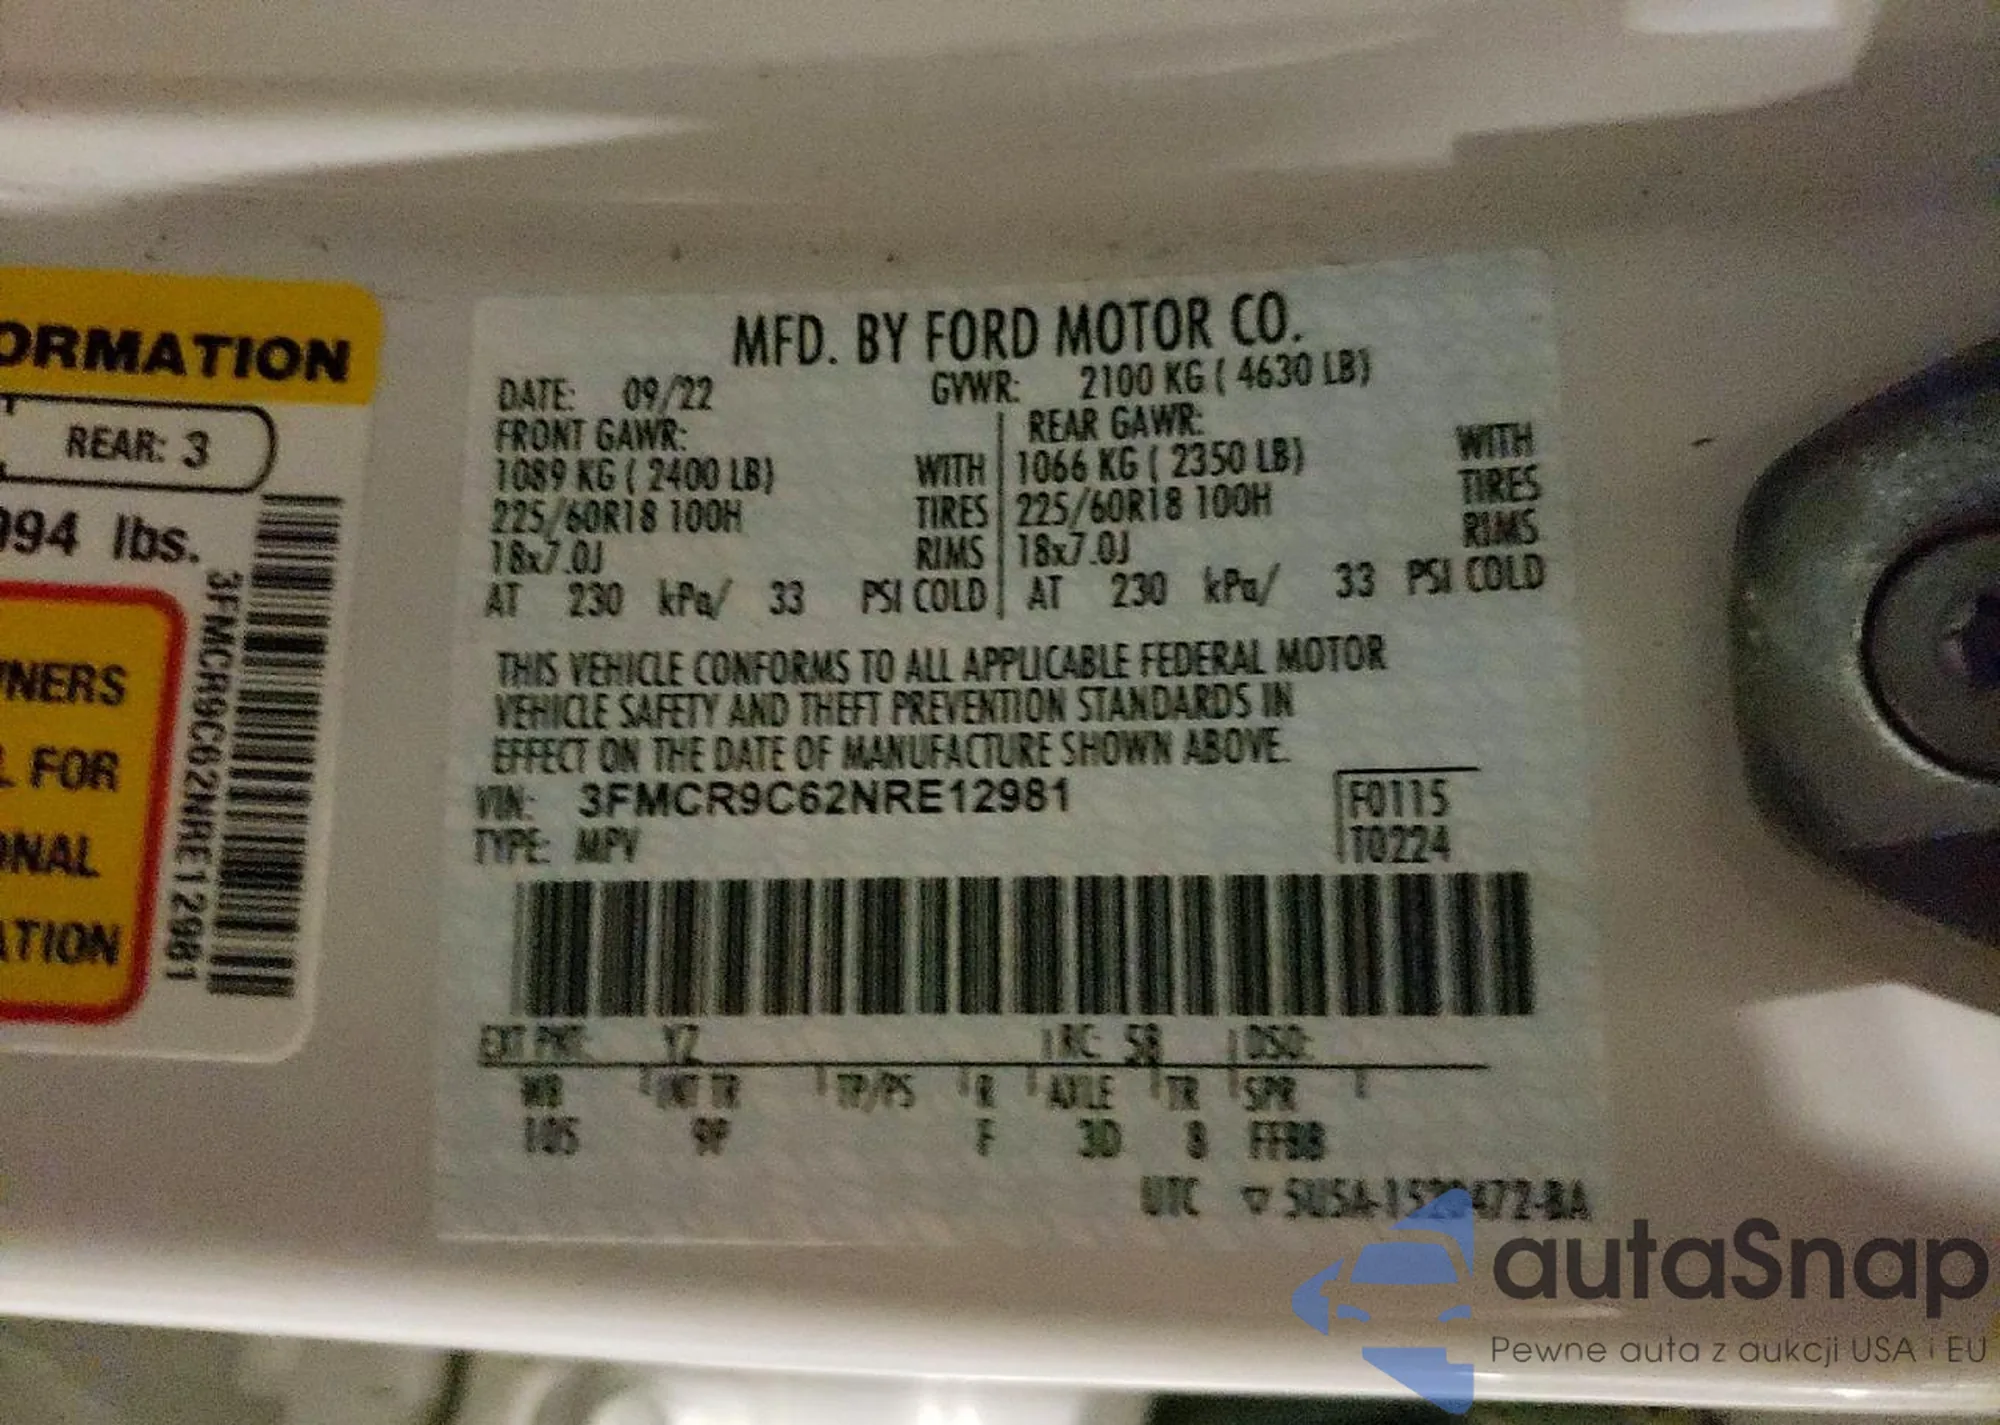 ORMATION
REAR: 3
994 lbs.
3FMCR9C62NRE12981
NERS
FOR
ONAL
ATION
MFD. BY FORD MOTOR CO.
DATE: 09/22 GVWR: 2100 KG ( 4630 LB)
FRONT GAWR: REAR GAWR:
1089 KG ( 2400 LB) WITH 1066 KG ( 2350 LB) WITH
225/60R18 100H TIRES 225/60R18 100H TIRES
18x7.0J RIMS 18x7.0J RIMS
AT 230 kPa/ 33 PSI COLD AT 230 kPa/ 33 PSI COLD
THIS VEHICLE CONFORMS TO ALL APPLICABLE FEDERAL MOTOR
VEHICLE SAFETY AND THEFT PREVENTION STANDARDS IN
EFFECT ON THE DATE OF MANUFACTURE SHOWN ABOVE.
VIN: 3FMCR9C62NRE12981 F0115
TYPE: MPV T0224
EXT PNT: YZ RC: 58 DSO:
WB INT TR TP/PS R AXLE TR SPR
105 9P F 3D 8 FFBB
UTC ▽ 5U5A-1520472-BA
autaSnap
Pewne auta z aukcji USA i EU